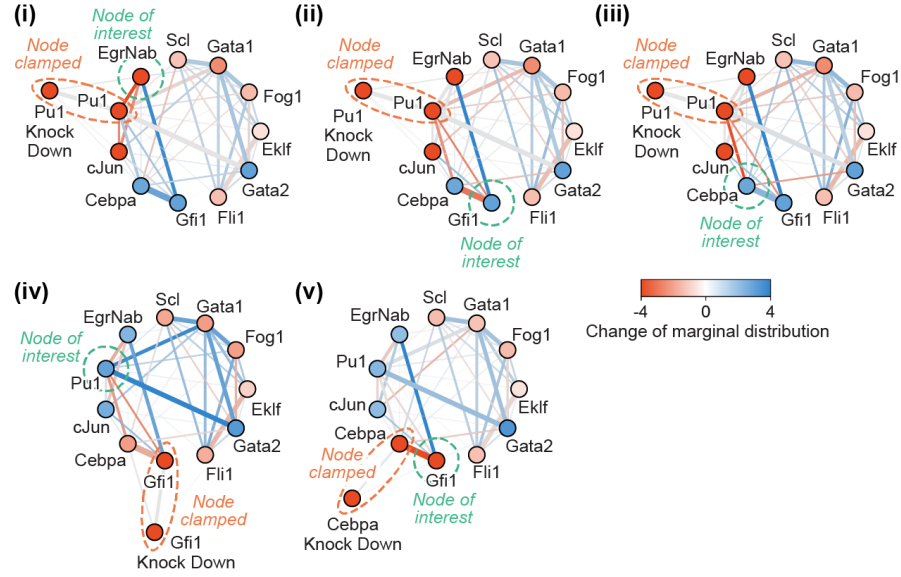 (i)
Node of
interest
Node
clamped
EgrNab
Scl
Gata1
Fog1
Eklf
Gata2
Fli1
Gfi1
Cebpa
cJun
Pu1
Pu1
Knock
Down
(ii)
Node
clamped
EgrNab
Scl
Gata1
Fog1
Eklf
Gata2
Fli1
Gfi1
Cebpa
cJun
Pu1
Pu1
Knock
Down
Node of
interest
(iii)
Node
clamped
EgrNab
Scl
Gata1
Fog1
Eklf
Gata2
Fli1
Gfi1
Cebpa
cJun
Pu1
Pu1
Knock
Down
Node of
interest
(iv)
Node of
interest
EgrNab
Scl
Gata1
Fog1
Eklf
Gata2
Fli1
Gfi1
Cebpa
cJun
Pu1
Node
clamped
Gfi1
Knock Down
(v)
EgrNab
Scl
Gata1
Fog1
Eklf
Gata2
Fli1
Gfi1
Cebpa
cJun
Pu1
Node
clamped
Node of
interest
Cebpa
Knock Down
-4 0 4
Change of marginal distribution